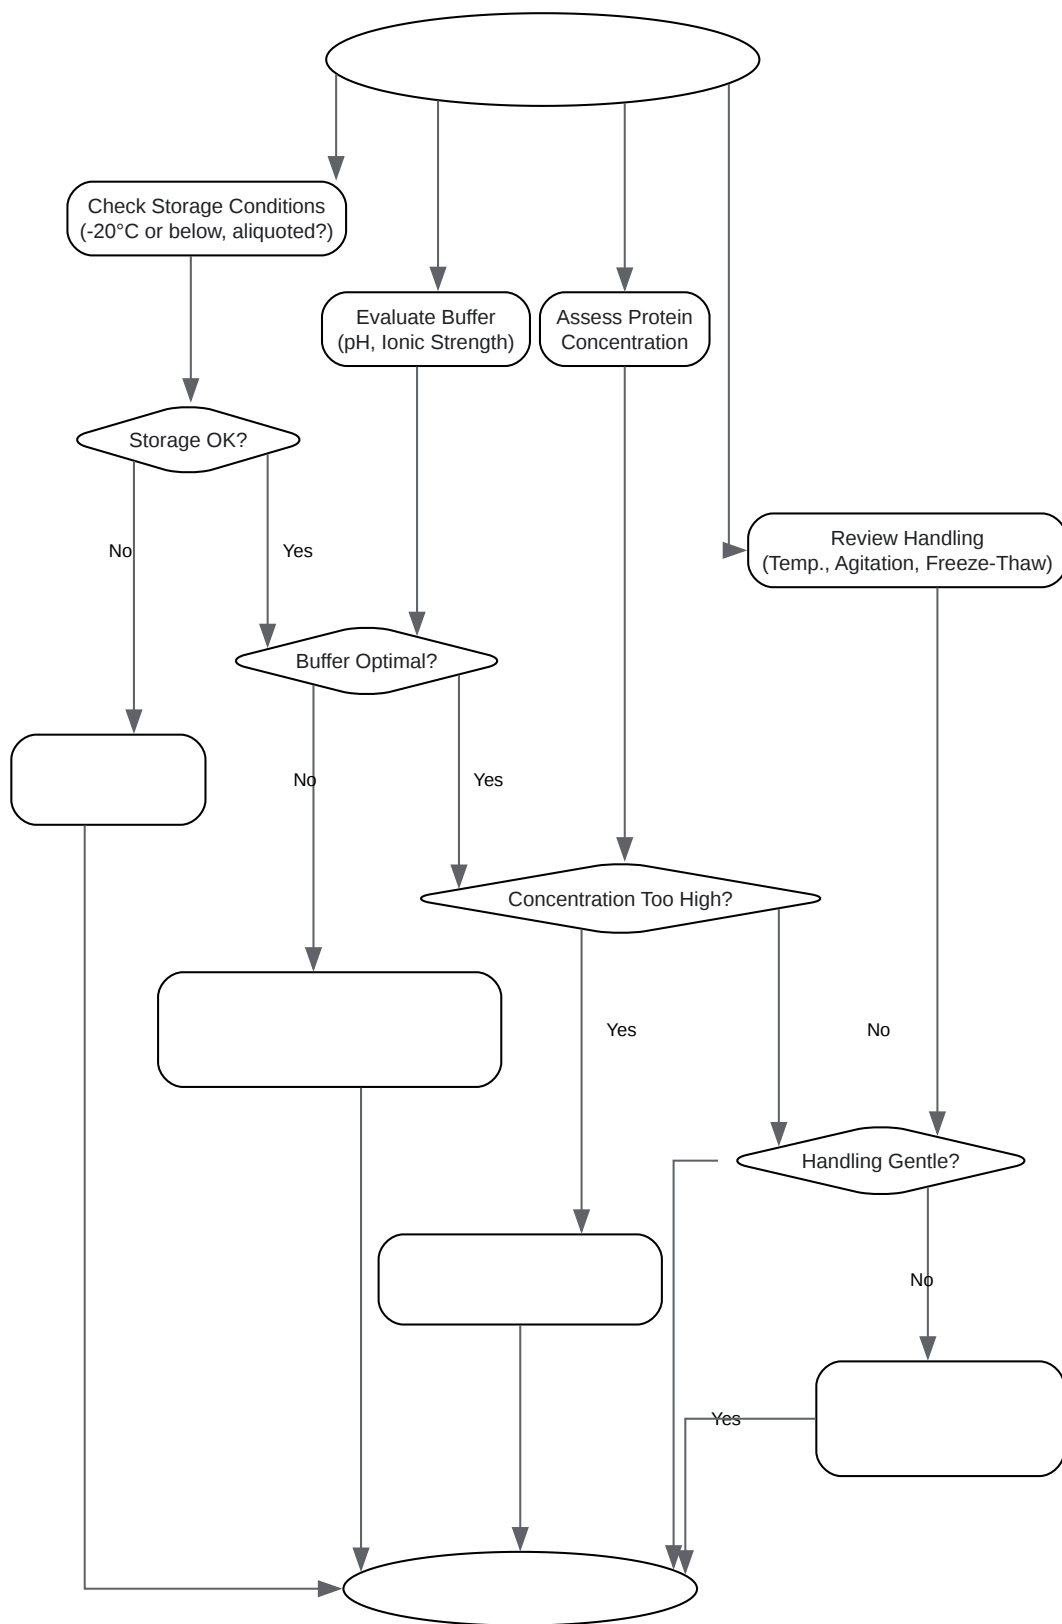 Check Storage Conditions
(-20°C or below, aliquoted?)
Evaluate Buffer
(pH, Ionic Strength)
Assess Protein
Concentration
Storage OK?
Review Handling
(Temp., Agitation, Freeze-Thaw)
No
Yes
Buffer Optimal?
No
Yes
Concentration Too High?
Yes
No
Handling Gentle?
No
Yes